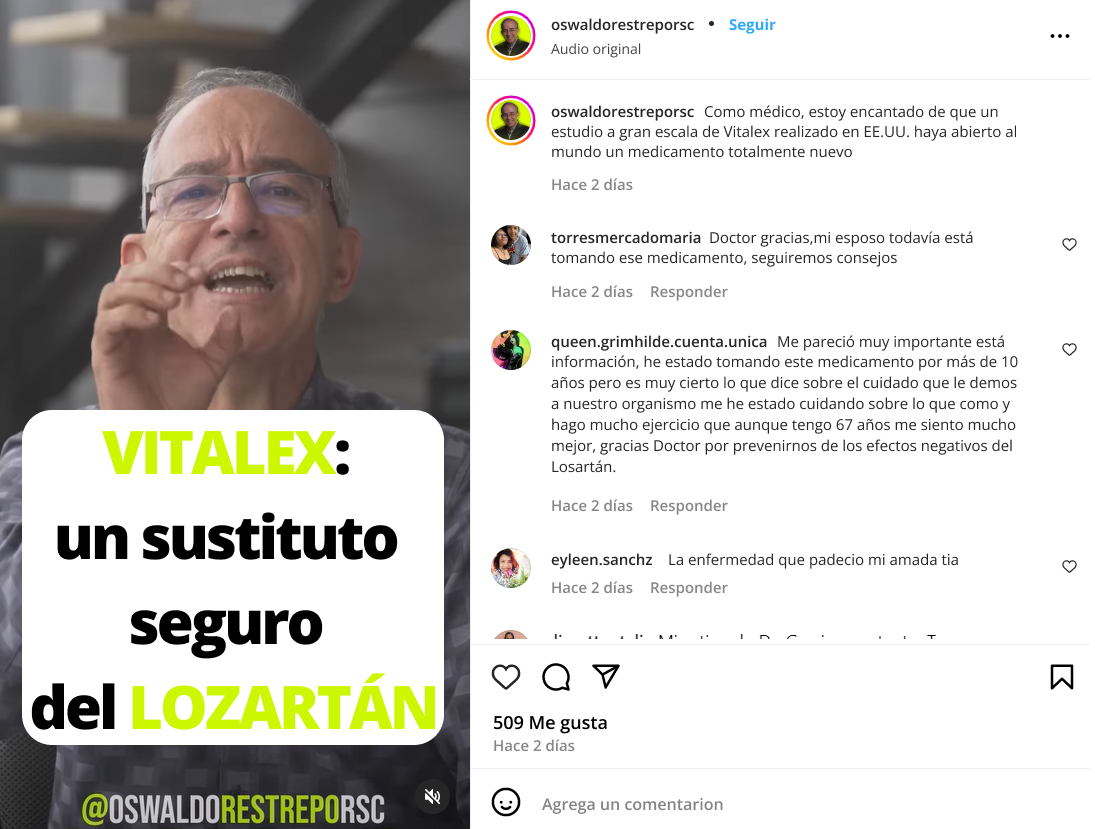 VITALEX:
un sustituto
seguro
del LOZARTÁN
@OSWALDORESTREPORSC
oswaldorestreporsc • Seguir
Audio original
oswaldorestreporsc Como médico, estoy encantado de que un
estudio a gran escala de Vitalex realizado en EE.UU. haya abierto al
mundo un medicamento totalmente nuevo
Hace 2 días
torresmercadomaria Doctor gracias,mi esposo todavía está
tomando ese medicamento, seguiremos consejos
Hace 2 días Responder
queen.grimhilde.cuenta.unica Me pareció muy importante está
información, he estado tomando este medicamento por más de 10
años pero es muy cierto lo que dice sobre el cuidado que le demos
a nuestro organismo me he estado cuidando sobre lo que como y
hago mucho ejercicio que aunque tengo 67 años me siento mucho
mejor, gracias Doctor por prevenirnos de los efectos negativos del
Losartán.
Hace 2 días Responder
eyleen.sanchz La enfermedad que padecio mi amada tia
Hace 2 días Responder
509 Me gusta
Hace 2 días
Agrega un comentarion